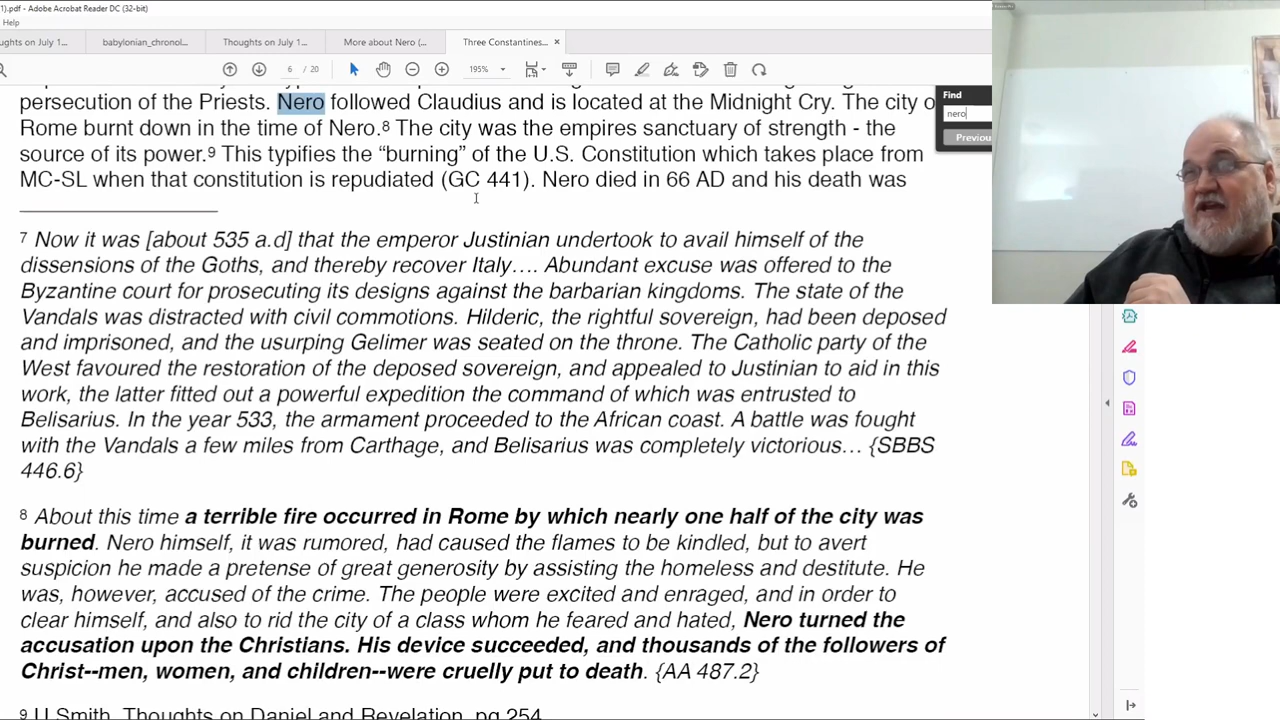 1).pdf - Adobe Acrobat Reader DC (32-bit)
Help
ughts on July 1...
babylonian_chronol...
Thoughts on July 1...
More about Nero (...
Three Constantines...
6 / 20
195%
persecution of the Priests. Nero followed Claudius and is located at the Midnight Cry. The city o
Rome burnt down in the time of Nero.8 The city was the empires sanctuary of strength - the
source of its power.9 This typifies the “burning” of the U.S. Constitution which takes place from
MC-SL when that constitution is repudiated (GC 441). Nero died in 66 AD and his death was
Find
nero
Previou
7 Now it was [about 535 a.d] that the emperor Justinian undertook to avail himself of the
dissensions of the Goths, and thereby recover Italy…. Abundant excuse was offered to the
Byzantine court for prosecuting its designs against the barbarian kingdoms. The state of the
Vandals was distracted with civil commotions. Hilderic, the rightful sovereign, had been deposed
and imprisoned, and the usurping Gelimer was seated on the throne. The Catholic party of the
West favoured the restoration of the deposed sovereign, and appealed to Justinian to aid in this
work, the latter fitted out a powerful expedition the command of which was entrusted to
Belisarius. In the year 533, the armament proceeded to the African coast. A battle was fought
with the Vandals a few miles from Carthage, and Belisarius was completely victorious… {SBBS
446.6}
8 About this time a terrible fire occurred in Rome by which nearly one half of the city was
burned. Nero himself, it was rumored, had caused the flames to be kindled, but to avert
suspicion he made a pretense of great generosity by assisting the homeless and destitute. He
was, however, accused of the crime. The people were excited and enraged, and in order to
clear himself, and also to rid the city of a class whom he feared and hated, Nero turned the
accusation upon the Christians. His device succeeded, and thousands of the followers of
Christ--men, women, and children--were cruelly put to death. {AA 487.2}
9 U Smith, Thoughts on Daniel and Revelation, pg 254